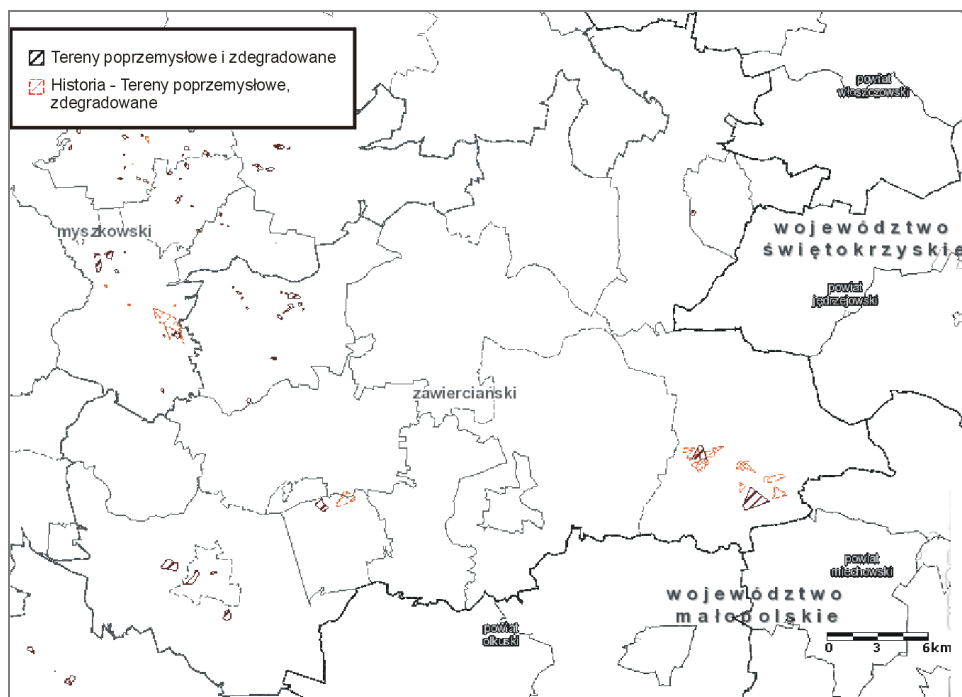 Tereny poprzemysłowe i zdegradowane
Historia - Tereny poprzemysłowe,
zdegradowane
powiat
włoszczowski
myszkowski
województwo
świętokrzyskie
powiat
jędrzejowski
zawierciański
powiat
miechowski
województwo
małopolskie
powiat
olkuski
0 3 6km